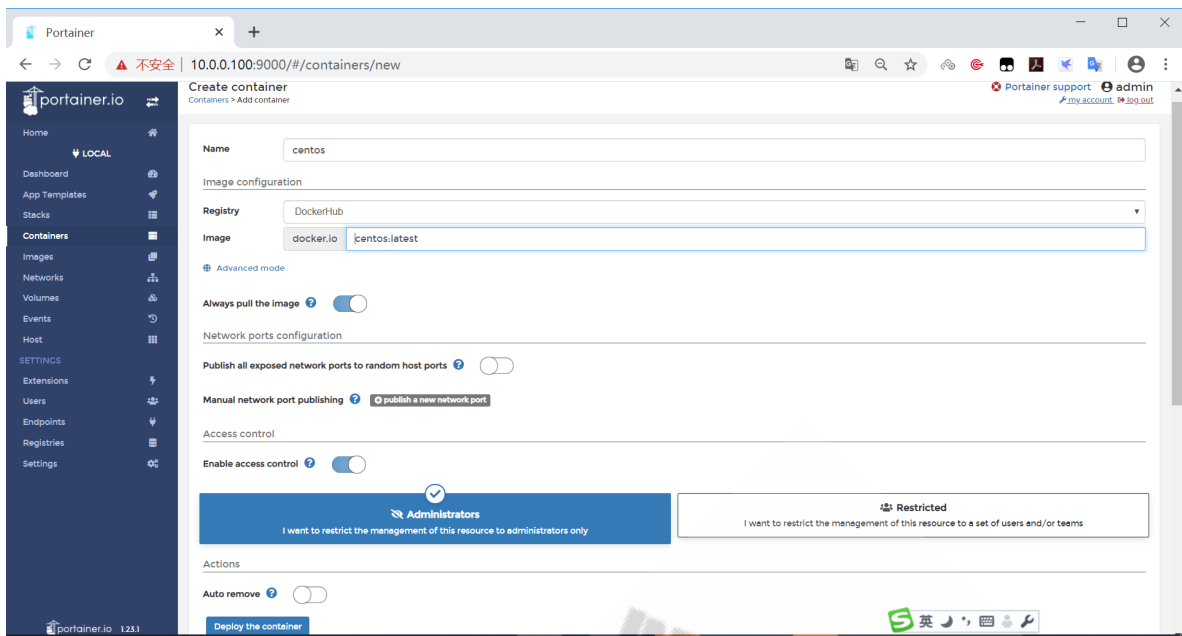 Portainer
不安全 | 10.0.0.100:9000/#/containers/new
portainer.io
Create container
Containers > Add container
Portainer support admin
my account log out
Home
LOCAL
Dashboard
App Templates
Stacks
Containers
Images
Networks
Volumes
Events
Host
SETTINGS
Extensions
Users
Endpoints
Registries
Settings
portainer.io 1.23.1
Name centos
Image configuration
Registry DockerHub
Image docker.io centos:latest
Advanced mode
Always pull the image
Network ports configuration
Publish all exposed network ports to random host ports
Manual network port publishing publish a new network port
Access control
Enable access control
Administrators
I want to restrict the management of this resource to administrators only
Restricted
I want to restrict the management of this resource to a set of users and/or teams
Actions
Auto remove
Deploy the container
英